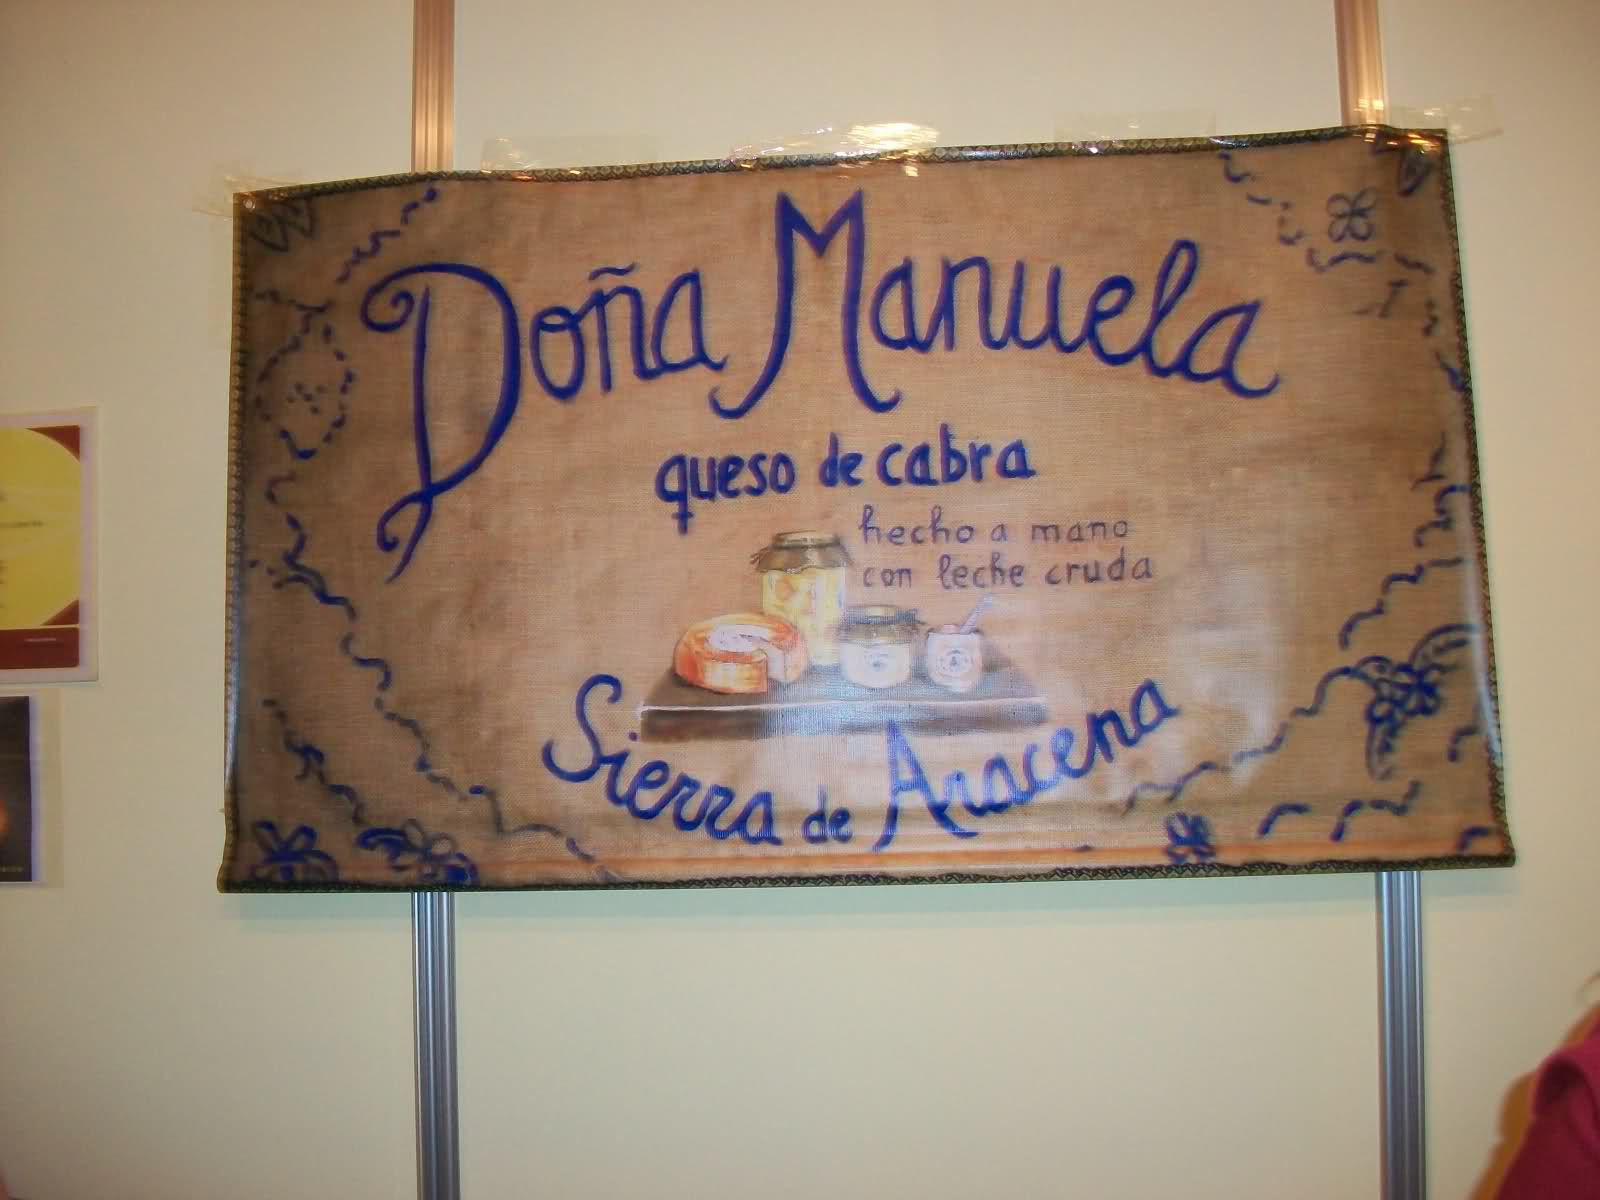 Doña Manuela
queso de cabra
hecho a mano
con leche cruda
Sierra de Aracena